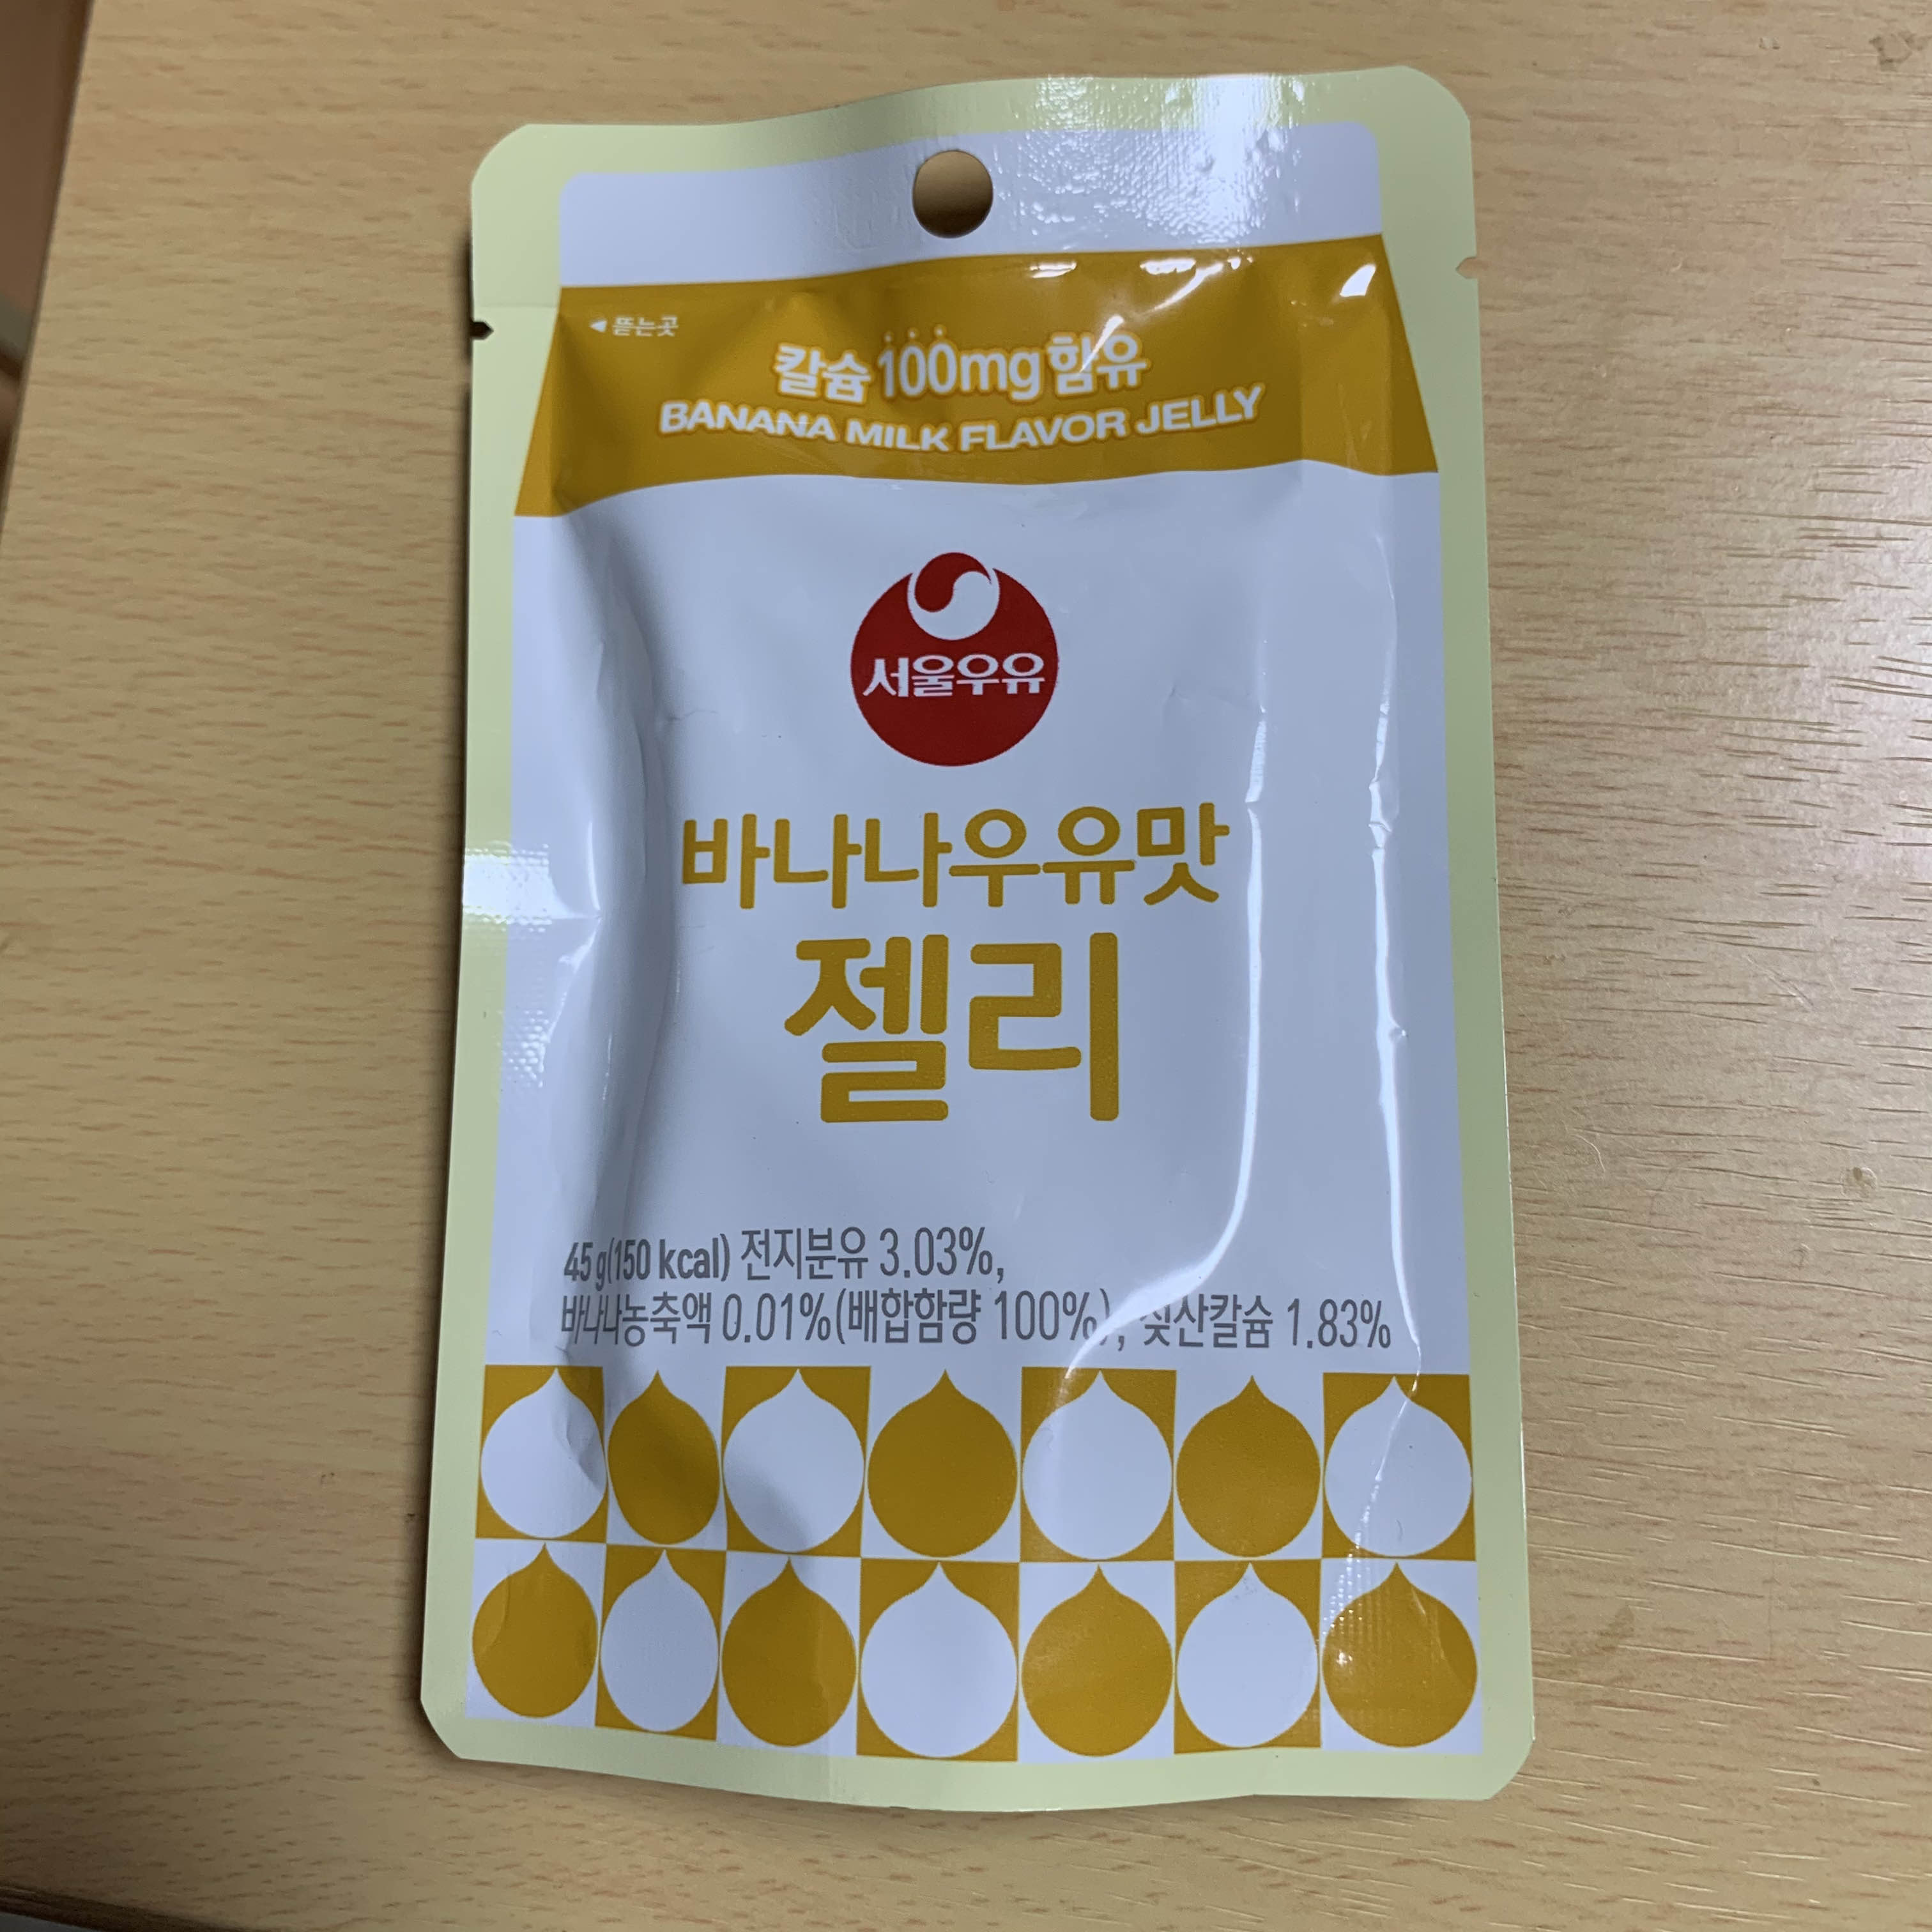 ◀뜯는곳
칼슘 100mg 함유
BANANA MILK FLAVOR JELLY
서울우유
바나나우유맛
젤리
45 g(150 kcal) 전지분유 3.03%,
바나나농축액 0.01%(배합함량 100%), 젖산칼슘 1.83%